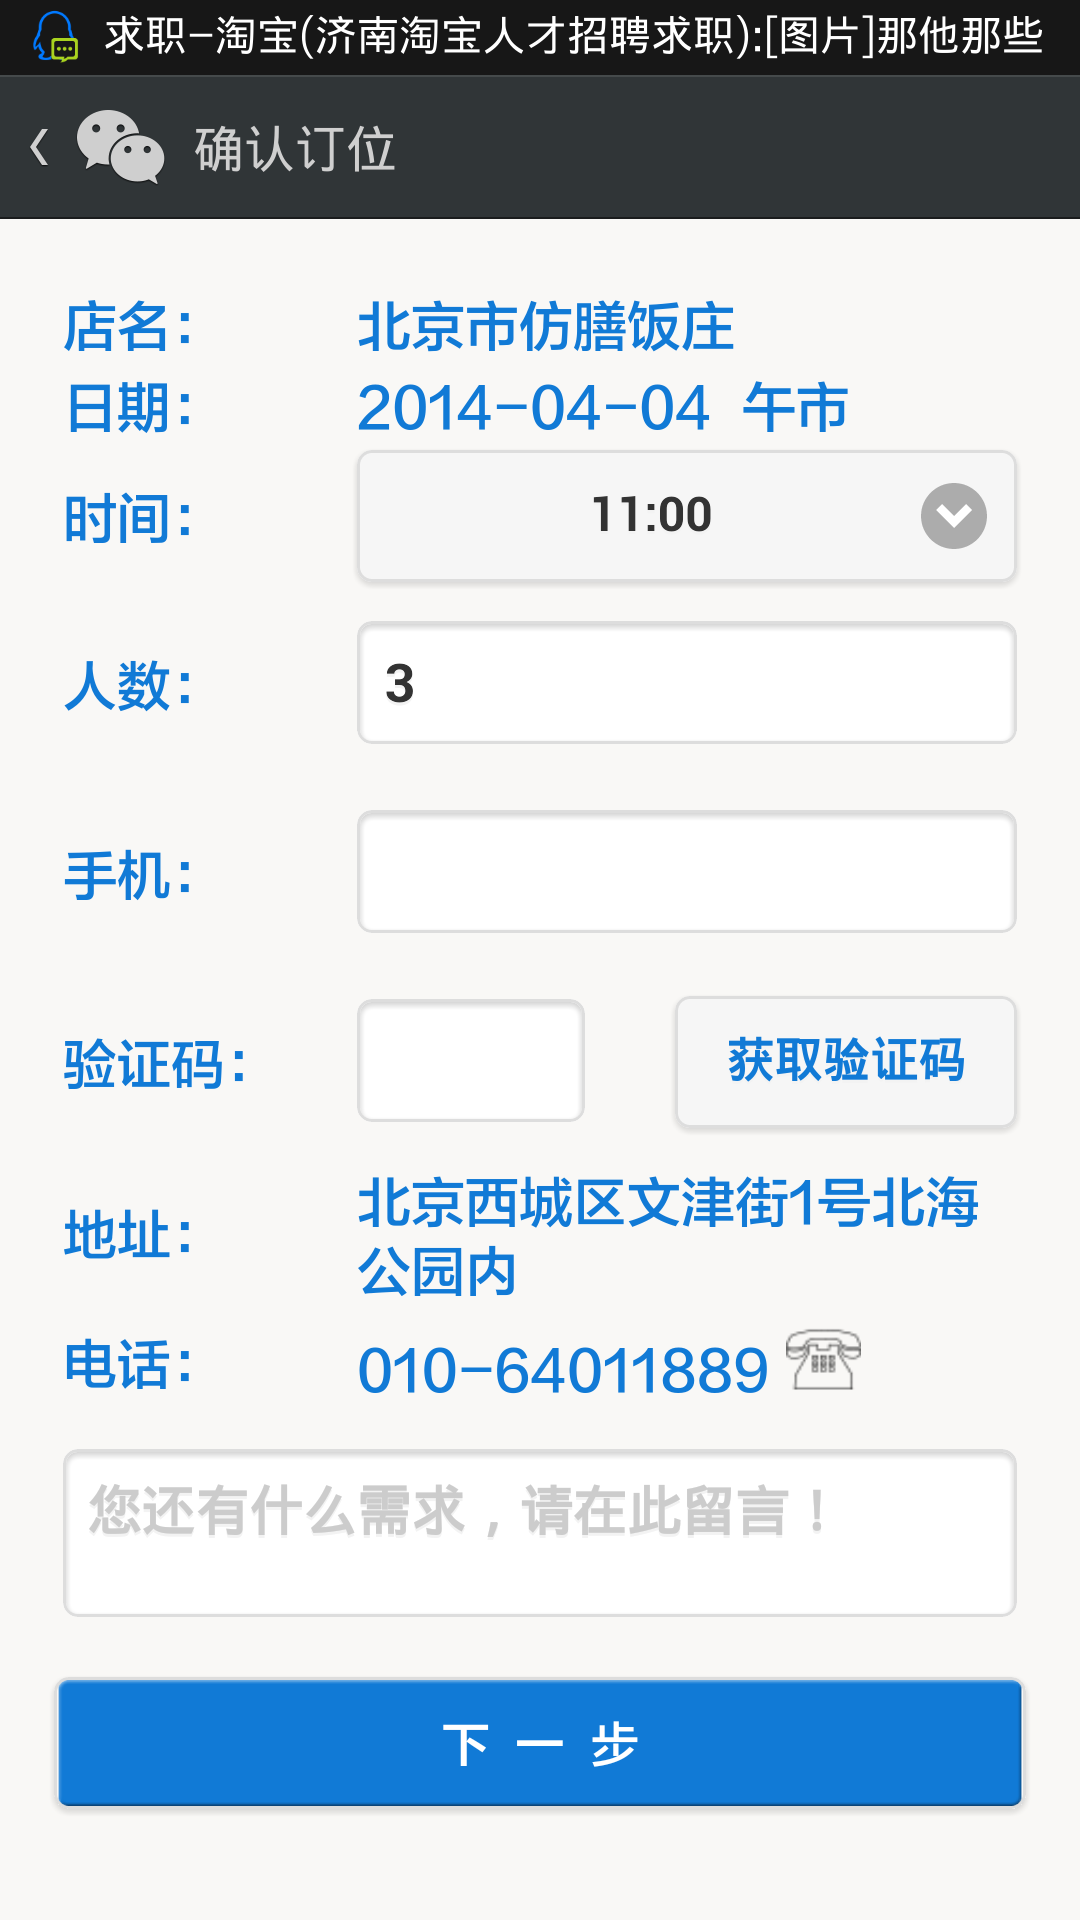 求职-淘宝(济南淘宝人才招聘求职):[图片]那他那些
确认订位
店名: 北京市仿膳饭庄
日期: 2014-04-04 午市
时间: 11:00
人数: 3
手机:
验证码: 获取验证码
地址: 北京西城区文津街1号北海
公园内
电话: 010-64011889
您还有什么需求，请在此留言！
下 一 步